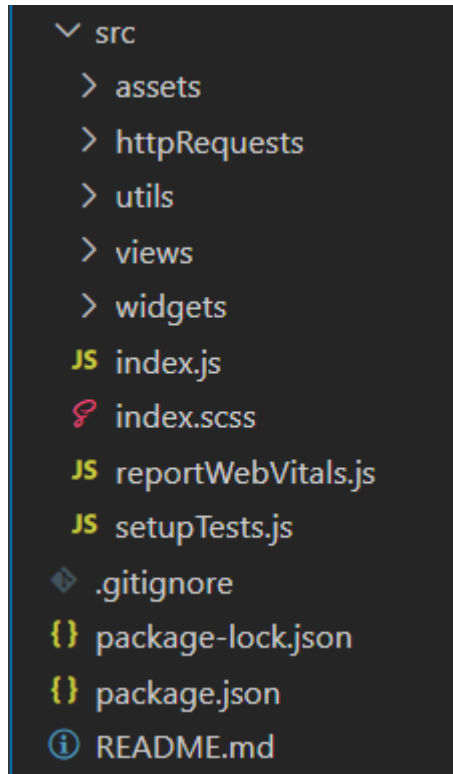 src
assets
httpRequests
utils
views
widgets
JS index.js
index.scss
JS reportWebVitals.js
JS setupTests.js
.gitignore
{} package-lock.json
{} package.json
README.md